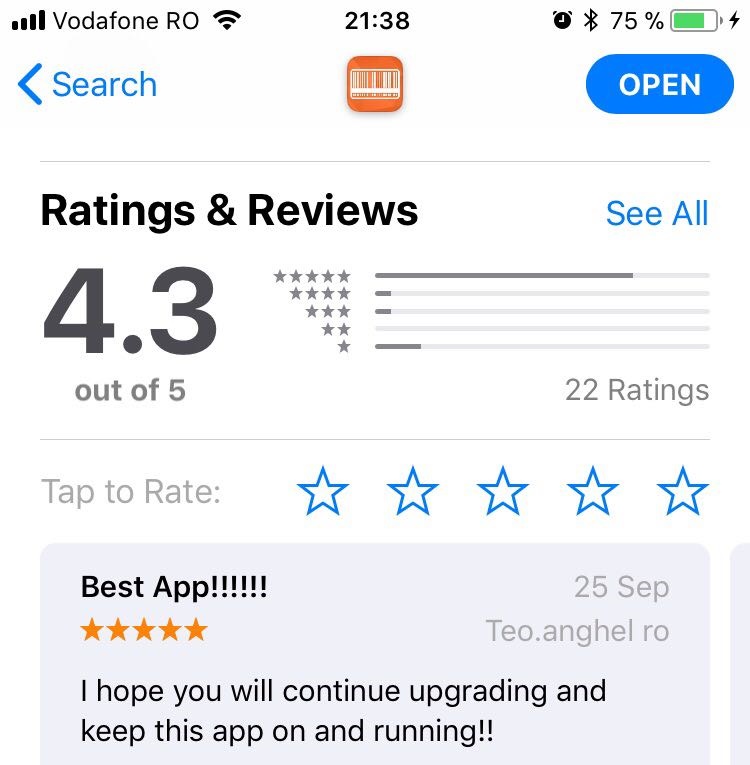 Vodafone RO 21:38 75 %
Search OPEN
Ratings & Reviews See All
4.3
out of 5 22 Ratings
Tap to Rate:
Best App!!!!!! 25 Sep
Teo.anghel ro
I hope you will continue upgrading and
keep this app on and running!!